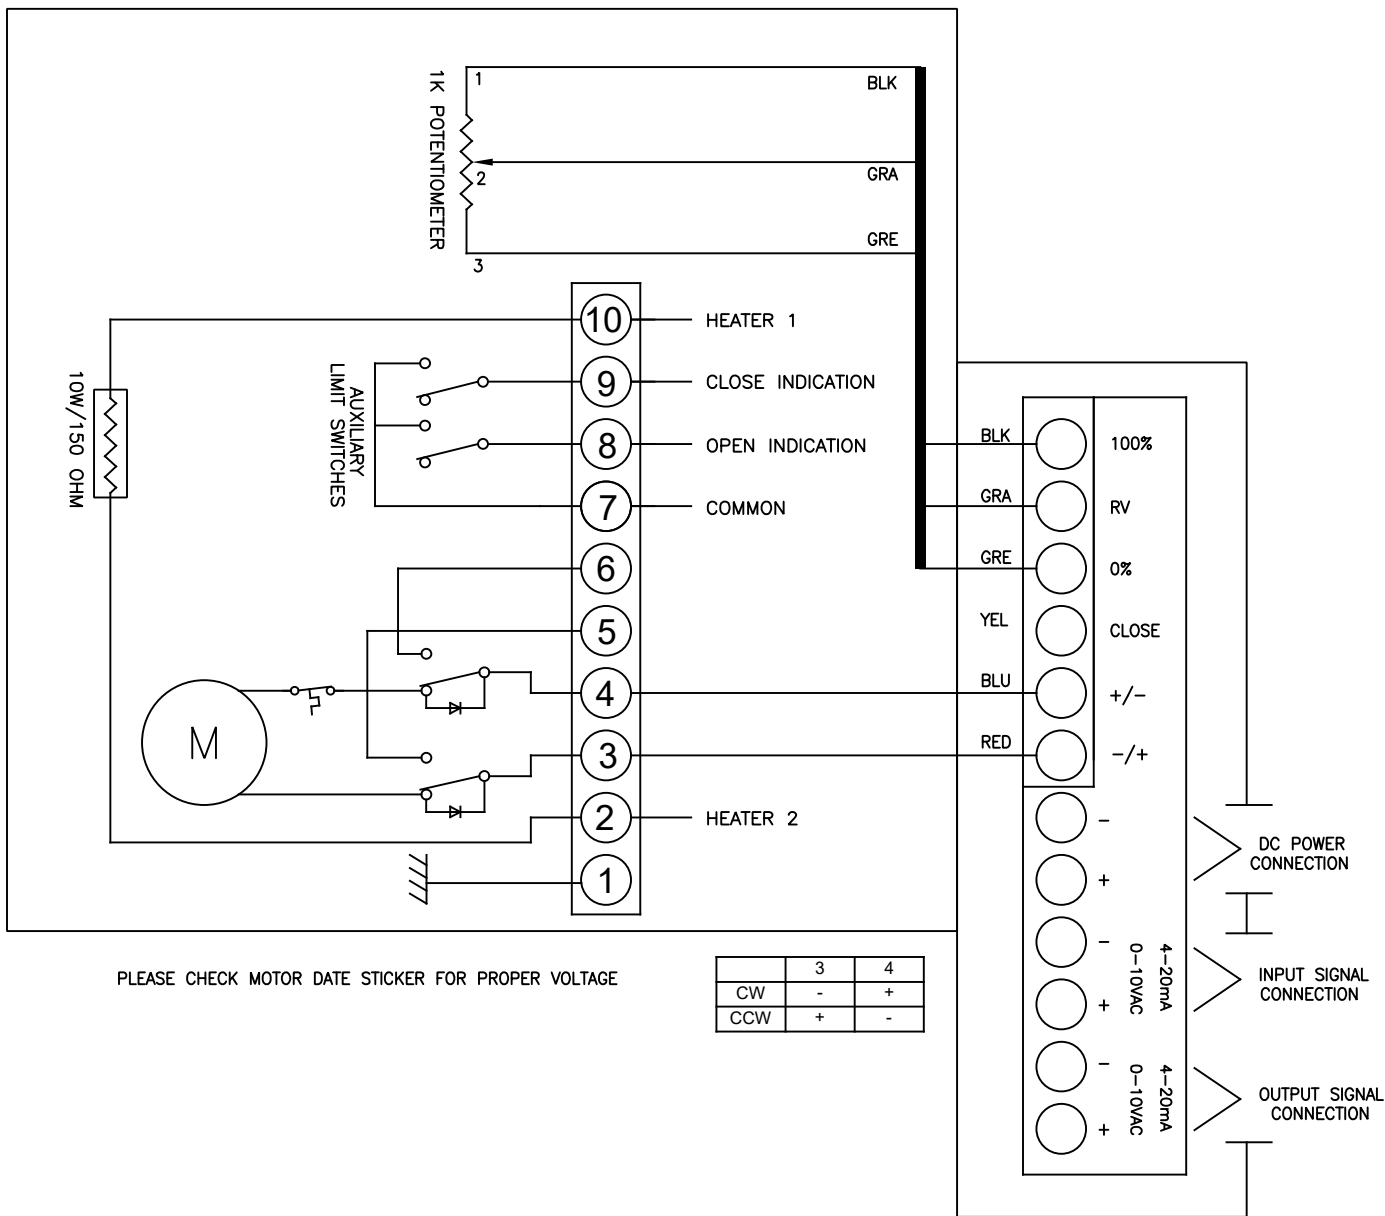 1K POTENTIOMETER
1
2
3
BLK
GRA
GRE
10 HEATER 1
9 CLOSE INDICATION
8 OPEN INDICATION
7 COMMON
6
5
4
3
2 HEATER 2
1
10W/150 OHM
AUXILIARY
LIMIT SWITCHES
M
BLK 100%
GRA RV
GRE 0%
YEL CLOSE
BLU +/-
RED -/+
-
+
DC POWER
CONNECTION
-
+
4-20mA
0-10VAC
INPUT SIGNAL
CONNECTION
-
+
4-20mA
0-10VAC
OUTPUT SIGNAL
CONNECTION
PLEASE CHECK MOTOR DATE STICKER FOR PROPER VOLTAGE
3 4
CW - +
CCW + -